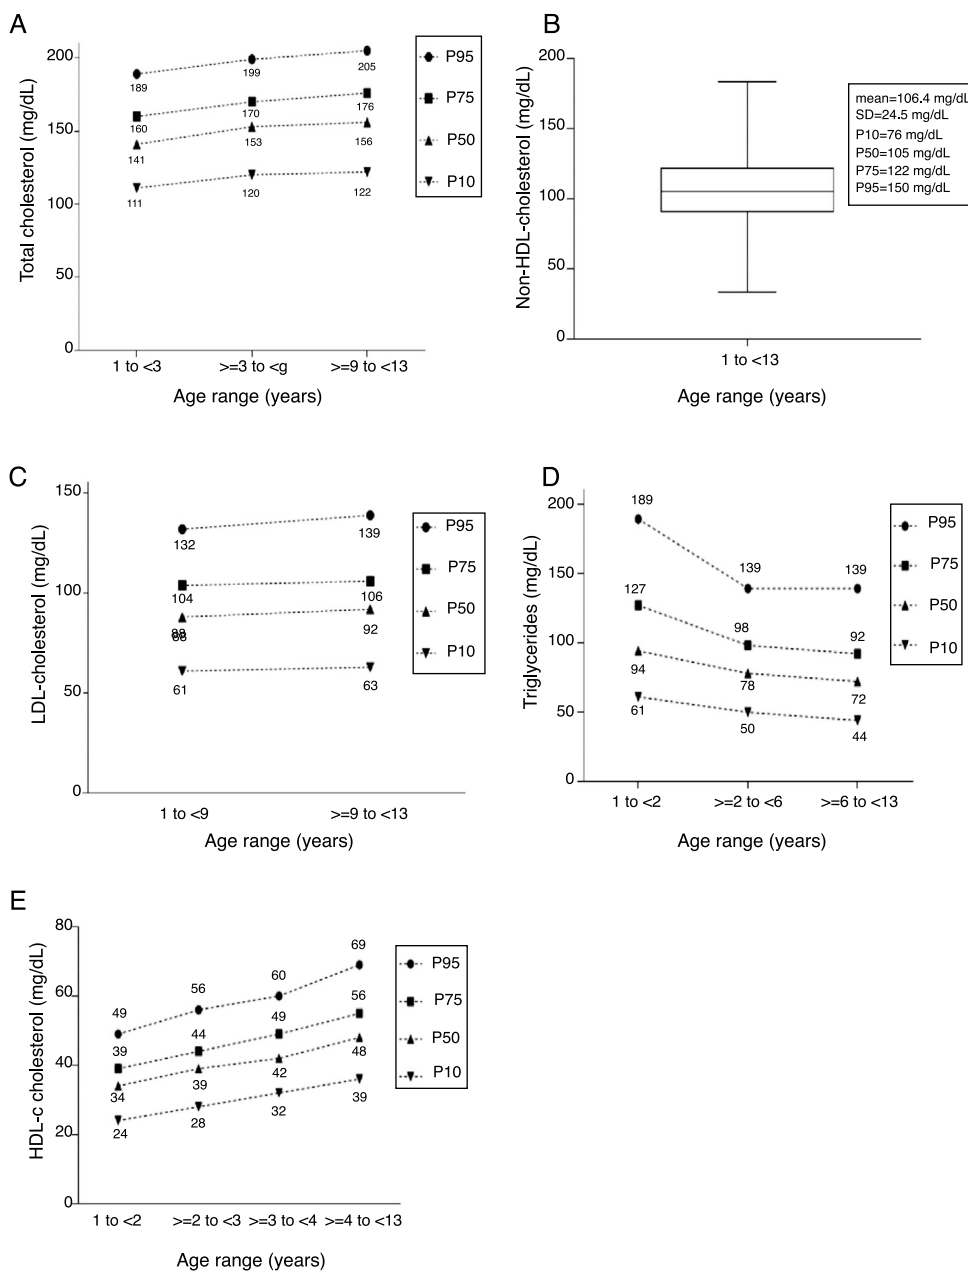 A
Total cholesterol (mg/dL)
200
150
100
50
0
189
199
205
160
170
176
141
153
156
111
120
122
1 to <3
>=3 to <g
>=9 to <13
Age range (years)
P95
P75
P50
P10
B
Non-HDL-cholesterol (mg/dL)
200
150
100
50
0
1 to <13
Age range (years)
mean=106.4 mg/dL
SD=24.5 mg/dL
P10=76 mg/dL
P50=105 mg/dL
P75=122 mg/dL
P95=150 mg/dL
C
LDL-cholesterol (mg/dL)
150
100
50
0
132
139
104
106
88
92
61
63
1 to <9
>=9 to <13
Age range (years)
P95
P75
P50
P10
D
Triglycerides (mg/dL)
200
150
100
50
0
189
139
139
127
98
92
94
78
72
61
50
44
1 to <2
>=2 to <6
>=6 to <13
Age range (years)
P95
P75
P50
P10
E
HDL-c cholesterol (mg/dL)
80
60
40
20
0
49
56
60
69
39
44
49
56
34
39
42
48
24
28
32
39
1 to <2
>=2 to <3
>=3 to <4
>=4 to <13
Age range (years)
P95
P75
P50
P10